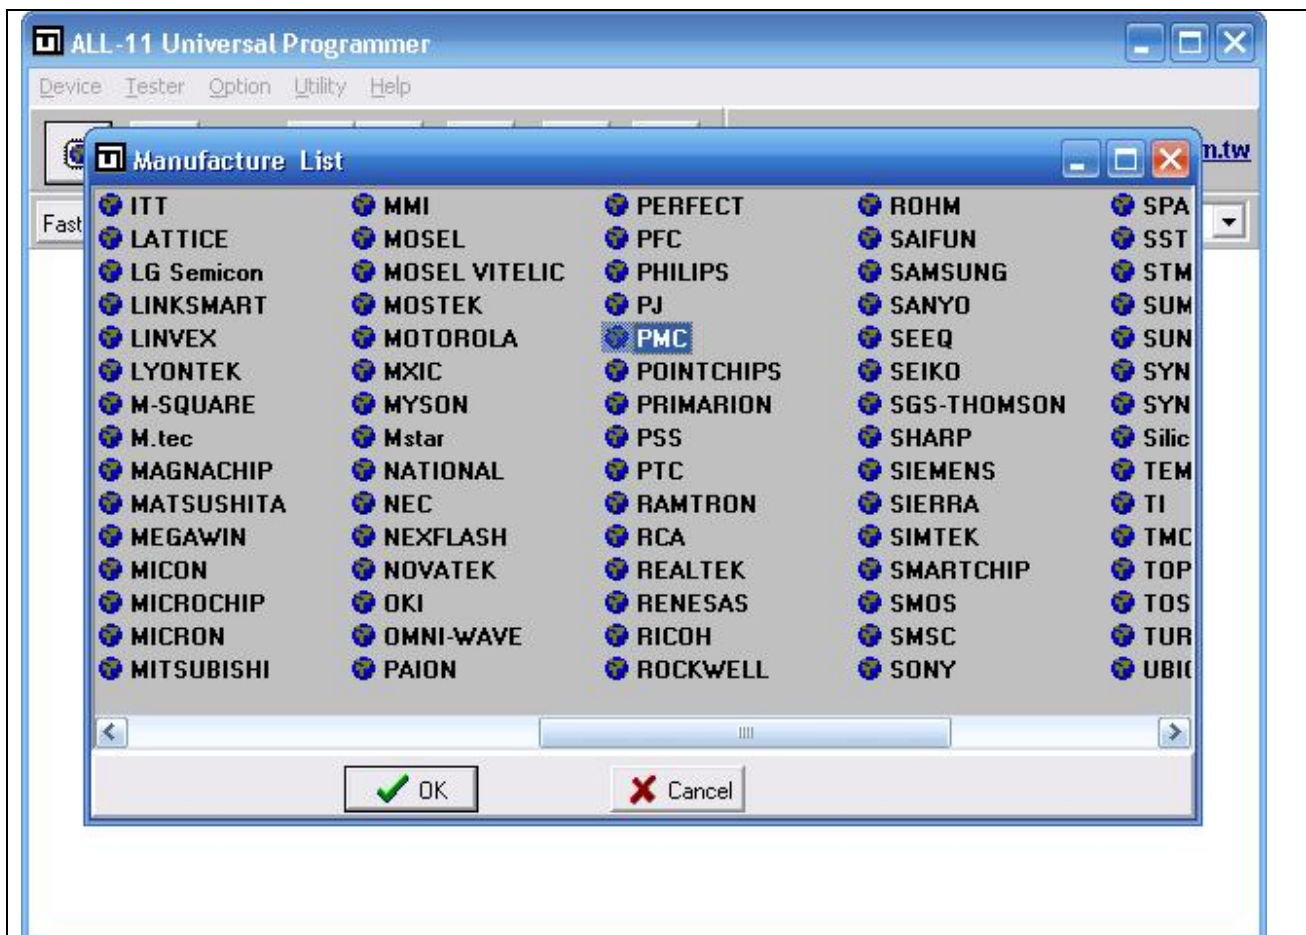 ALL-11 Universal Programmer
Device Tester Option Utility Help
n.tw
Fast
Manufacture List
ITT MMI PERFECT ROHM SPA
LATTICE MOSEL PFC SAIFUN SST
LG Semicon MOSEL VITELIC PHILIPS SAMSUNG STM
LINKSMART MOSTEK PJ SANYO SUM
LINVEX MOTOROLA PMC SEEQ SUN
LYONTEK MXIC POINTCHIPS SEIKO SYN
M-SQUARE MYSON PRIMARION SGS-THOMSON SYN
M.tec Mstar PSS SHARP Silic
MAGNACHIP NATIONAL PTC SIEMENS TEM
MATSUSHITA NEC RAMTRON SIERRA TI
MEGAWIN NEXFLASH RCA SIMTEK TMC
MICON NOVATEK REALTEK SMARTCHIP TOP
MICROCHIP OKI RENESAS SMOS TOS
MICRON OMNI-WAVE RICOH SMSC TUR
MITSUBISHI PAION ROCKWELL SONY UBI
OK Cancel